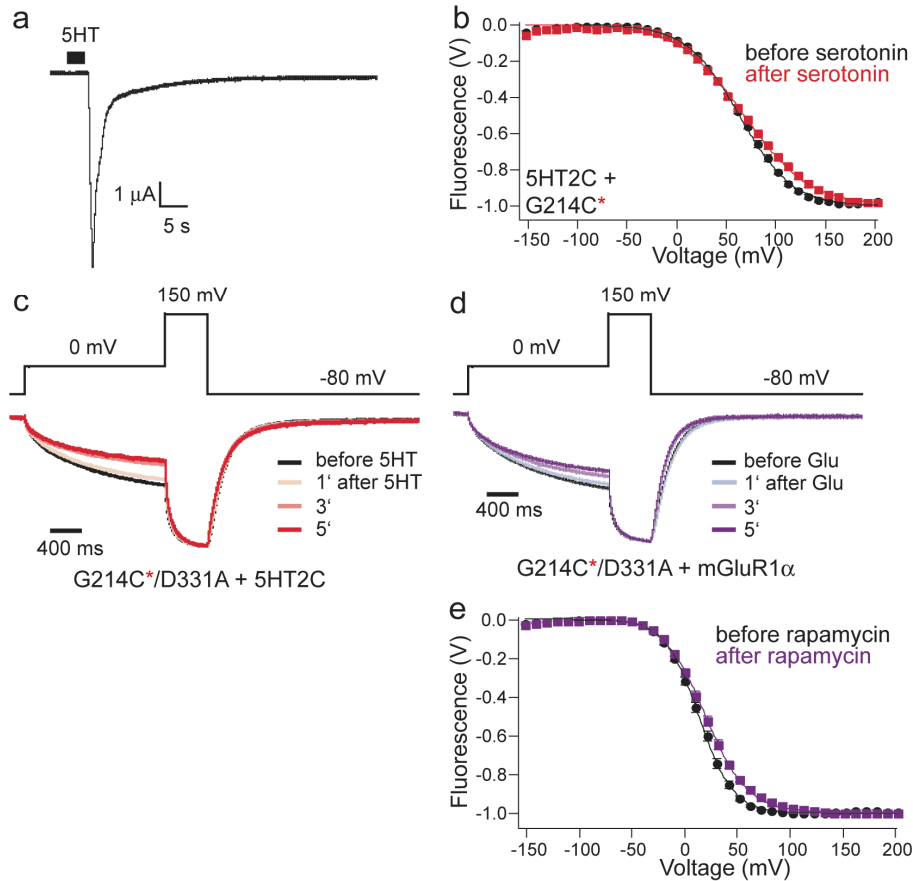 a
5HT
1 µA
5 s
b
Fluorescence (V)
0.0
-0.2
-0.4
-0.6
-0.8
-1.0
before serotonin
after serotonin
5HT2C +
G214C*
-150 -100 -50 0 50 100 150 200
Voltage (mV)
c
150 mV
0 mV
-80 mV
before 5HT
1' after 5HT
3'
5'
400 ms
G214C*/D331A + 5HT2C
d
150 mV
0 mV
-80 mV
before Glu
1' after Glu
3'
5'
400 ms
G214C*/D331A + mGluR1α
e
Fluorescence (V)
0.0
-0.2
-0.4
-0.6
-0.8
-1.0
before rapamycin
after rapamycin
-150 -100 -50 0 50 100 150 200
Voltage (mV)